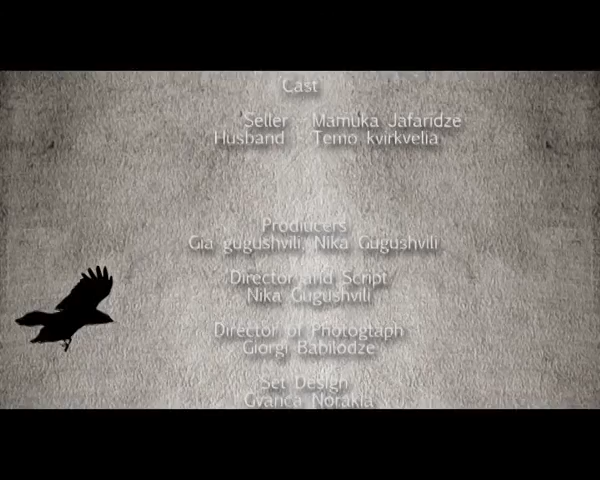 Cast
Seller - Mamuka Jafaridze
Husband - Temo kvirkvelia
Producers
Gia gugushvili, Nika Gugushvili
Director and Script
Nika Gugushvili
Director of Photogtaph
Giorgi Babilodze
Set Design
Gvanca Norakia